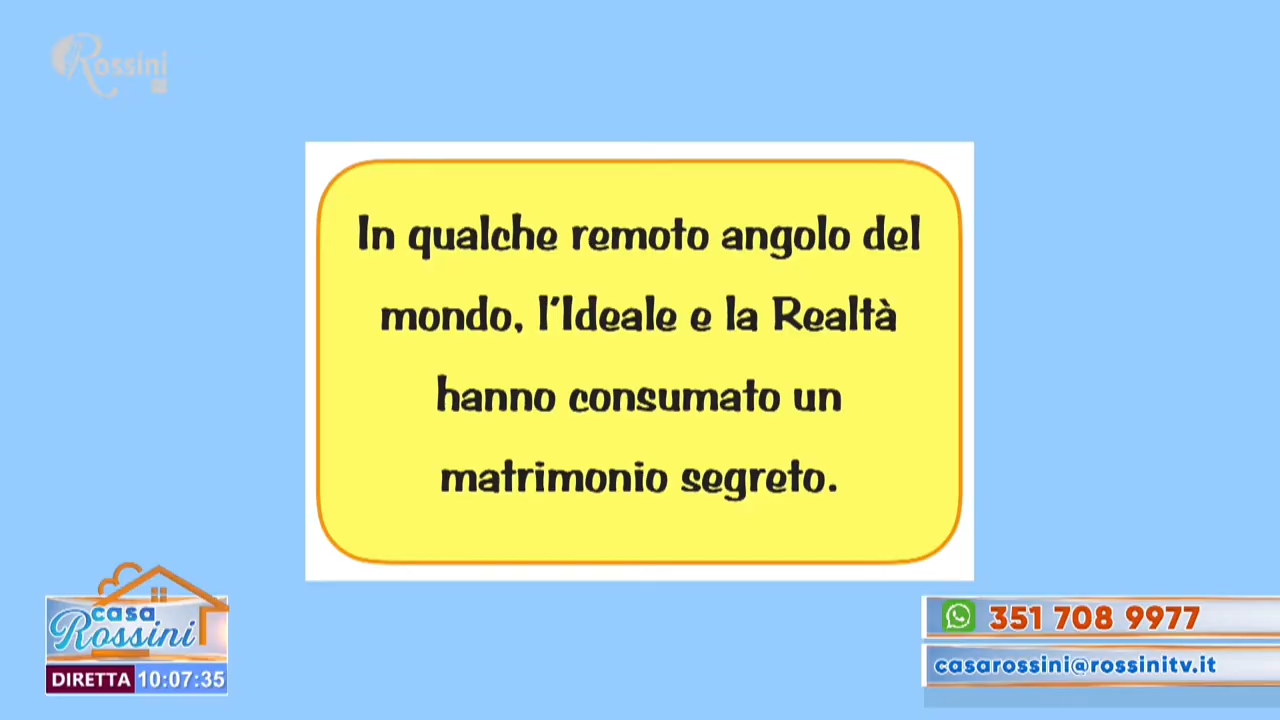 Rossini
In qualche remoto angolo del
mondo, l'Ideale e la Realtà
hanno consumato un
matrimonio segreto.
casa
Rossini
DIRETTA 10:07:35
351 708 9977
casarossini@rossinitv.it